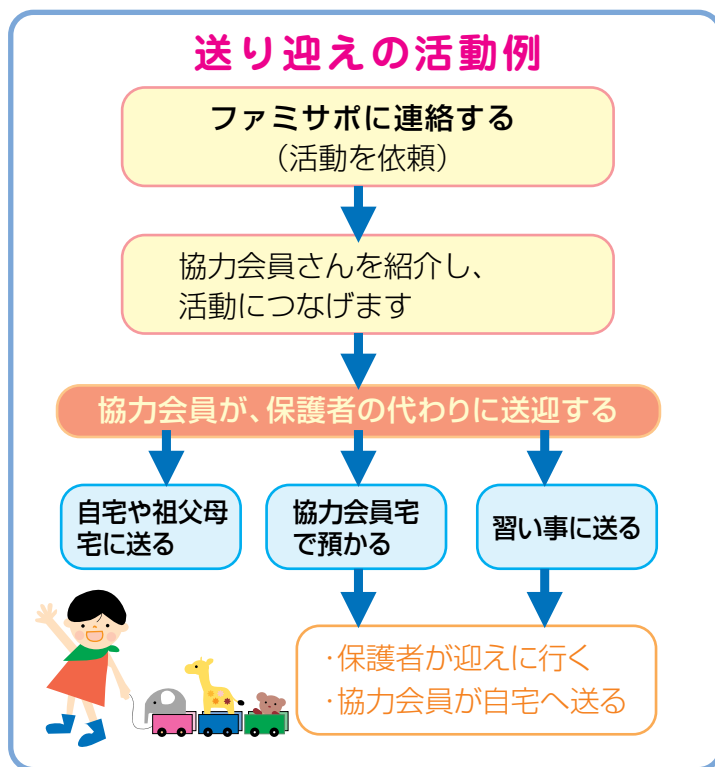 送り迎えの活動例
ファミサポに連絡する
（活動を依頼）
協力会員さんを紹介し、
活動につなげます
協力会員が、保護者の代わりに送迎する
自宅や祖父母
宅に送る
協力会員宅
で預かる
習い事に送る
・保護者が迎えに行く
・協力会員が自宅へ送る